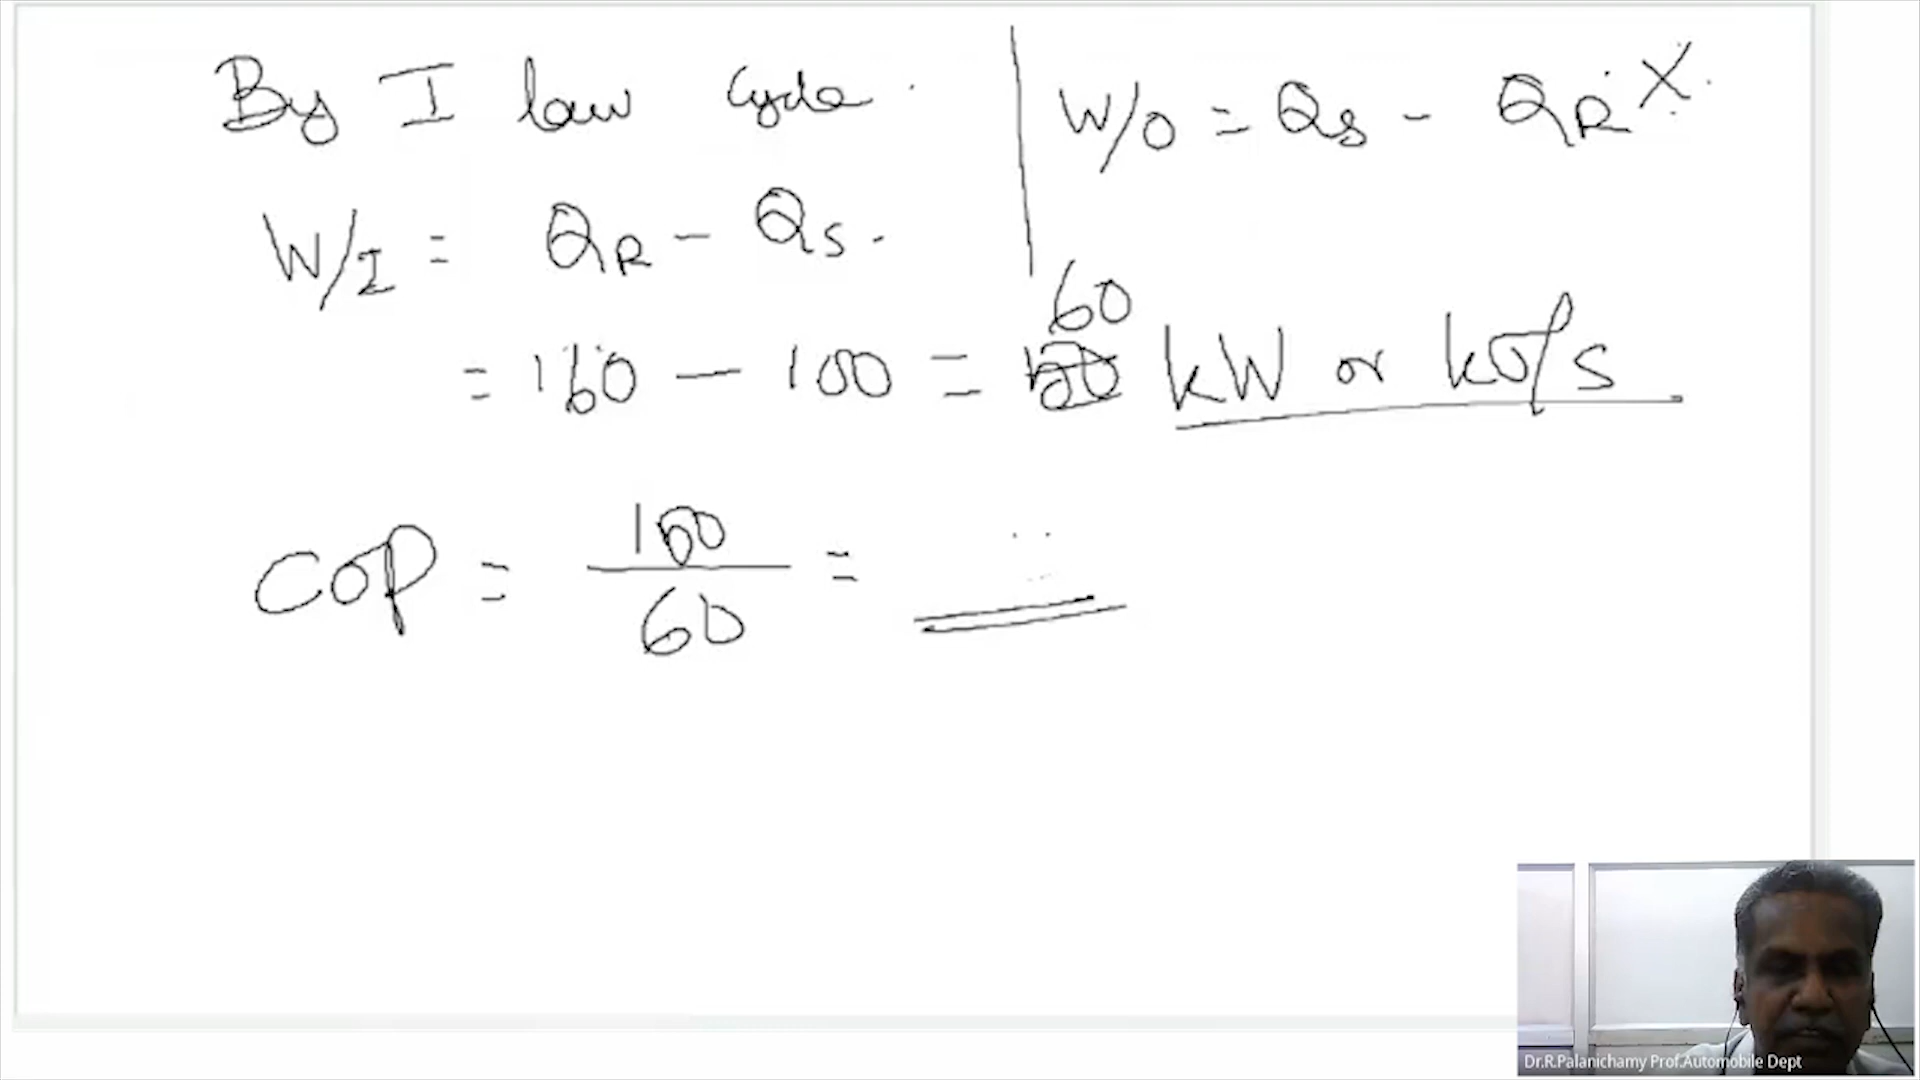 By I law cycle.
W/I = QR - QS.
= 160 - 100 = 60 kW or kJ/s
W/O = QS - QR X
COP = 160
60 =
Dr.R.Palanichamy Prof.Automobile Dept